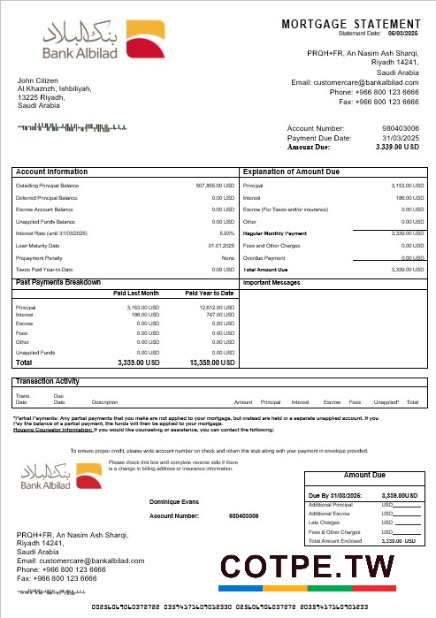 بنك البلاد
Bank Albilad
MORTGAGE STATEMENT
Statement Date: 06/03/2026
PRQH+FR, An Nasim Ash Sharqi,
Riyadh 14241,
Saudi Arabia
Email: customercare@bankalbilad.com
Phone: +966 800 123 6666
Fax: +966 800 123 6666
John Citizen
Al Khaznzh, Ishbiliyah,
13225 Riyadh,
Saudi Arabia
Account Number: 980403006
Payment Due Date: 31/03/2025
Amount Due: 3.339.00 USD
Account Information
Outstanding Principal Balance 507,855.00 USD
Deferred Principal Balance 0.00 USD
Escrow Account Balance 0.00 USD
Unapplied Funds Balance 0.00 USD
Interest Rate (until 31/03/2025)
Loan Maturity Date 01.01.2026
Prepayment Penalty None
Taxes Paid Year-to-Date 0.00 USD
Explanation of Amount Due
Principal 3,153.00 USD
Interest 186.00 USD
Escrow (For Taxes and/or insurance) 0.00 USD
Other 0.00 USD
Regular Monthly Payment 3,339.00 USD
Fees and Other Charges 0.00 USD
Overdue Payment 0.00 USD
Total Amount Due 3,339.00 USD
Past Payments Breakdown
Paid Last Month Paid Year to Date
Principal 3,153.00 USD 12,612.00 USD
Interest 186.00 USD 747.00 USD
Escrow 0.00 USD 0.00 USD
Fees 0.00 USD 0.00 USD
Other 0.00 USD 0.00 USD
Unapplied Funds 0.00 USD 0.00 USD
Total 3,339.00 USD 13,359.00 USD
Important Messages
Transaction Activity
Trans. Date Due Date Description Amount Principal Interest Escrow Fees Unapplied* Total
*Partial Payments: Any partial payments that you make are not applied to your mortgage, but instead are held in a separate unapplied account. If you
pay the balance of a partial payment, the funds will then be applied to your mortgage.
Housing Counselor Information: If you would like counseling or assistance, you can contact the following:
To ensure proper credit, please write account number on check and return this stub along with your payment in envelope provided.
بنك البلاد
Bank Albilad
Please check this box and complete reverse side if there
is a change in billing address or insurance information.
Dominique Evans
Account Number: 980403006
Amount Due
Due By 31/03/2026: 3,339.00USD
Additional Principal USD
Additional Escrow USD
Late Charges USD
Fees & Other Charges USD
Total Amount Enclosed 3,339.00 USD
PRQH+FR, An Nasim Ash Sharqi,
Riyadh 14241,
Saudi Arabia
Email: customercare@bankalbilad.com
Phone: +966 800 123 6666
Fax: +966 800 123 6666
COTPE.TW